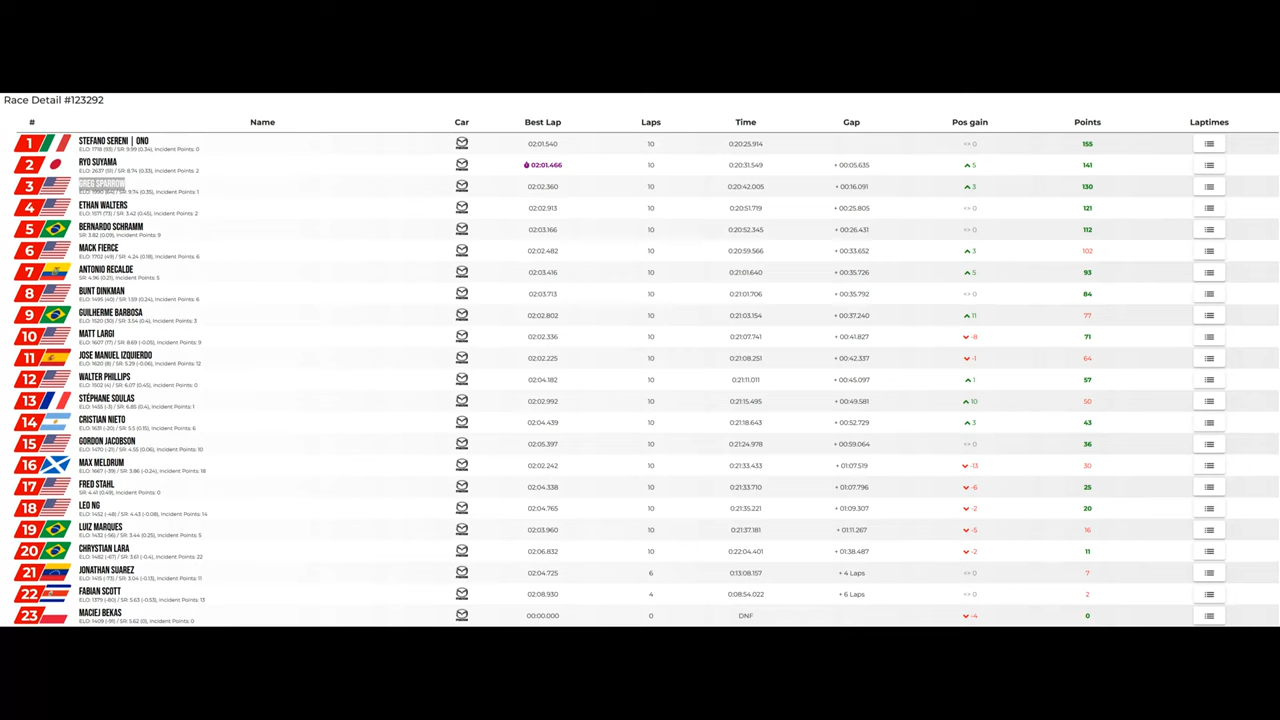 Race Detail #123292
# Name Car Best Lap Laps Time Gap Pos gain Points Laptimes
1 STEFANO SERENI | ONO 02:01.540 10 0:20:25.914 <> 0 155
ELO: 1718 (93) / SR: 9.99 (0.34), Incident Points: 0
2 RYO SUYAMA 02:01.466 10 0:20:31.549 + 00:05.635 5 141
ELO: 2637 (51) / SR: 8.74 (0.33), Incident Points: 2
3 GREG SPARROW 02:02.360 10 0:20:42.005 + 00:16.091 3 130
ELO: 1990 (64) / SR: 9.74 (0.35), Incident Points: 1
4 ETHAN WALTERS 02:02.913 10 0:20:51.719 + 00:25.805 <> 0 121
ELO: 1571 (73) / SR: 3.42 (0.45), Incident Points: 2
5 BERNARDO SCHRAMM 02:03.166 10 0:20:52.345 + 00:26.431 <> 0 112
SR: 3.82 (0.09), Incident Points: 9
6 MACK FIERCE 02:02.482 10 0:20:59.566 + 00:33.652 3 102
ELO: 1702 (49) / SR: 4.24 (0.18), Incident Points: 6
7 ANTONIO RECALDE 02:03.416 10 0:21:01.640 + 00:35.726 5 93
SR: 4.96 (0.21), Incident Points: 5
8 BUNT DINKMAN 02:03.713 10 0:21:01.706 + 00:35.792 <> 0 84
ELO: 1495 (40) / SR: 1.59 (0.24), Incident Points: 6
9 GUILHERME BARBOSA 02:02.802 10 0:21:03.154 + 00:37.240 11 77
ELO: 1520 (30) / SR: 3.54 (0.4), Incident Points: 3
10 MATT LARGI 02:02.336 10 0:21:07.741 + 00:41.827 -8 71
ELO: 1607 (17) / SR: 8.69 (-0.05), Incident Points: 9
11 JOSE MANUEL IZQUIERDO 02:02.225 10 0:21:08.251 + 00:42.337 -1 64
ELO: 1620 (8) / SR: 5.29 (-0.06), Incident Points: 12
12 WALTER PHILLIPS 02:04.182 10 0:21:11.011 + 00:45.097 1 57
ELO: 1502 (4) / SR: 6.07 (0.45), Incident Points: 0
13 STÉPHANE SOULAS 02:02.992 10 0:21:15.495 + 00:49.581 10 50
ELO: 1455 (-3) / SR: 6.85 (0.4), Incident Points: 1
14 CRISTIAN NIETO 02:04.439 10 0:21:18.643 + 00:52.729 3 43
ELO: 1631 (-20) / SR: 5.5 (0.15), Incident Points: 6
15 GORDON JACOBSON 02:05.397 10 0:21:24.978 + 00:59.064 <> 0 36
ELO: 1470 (-21) / SR: 4.55 (0.06), Incident Points: 10
16 MAX MELDRUM 02:02.242 10 0:21:33.433 + 01:07.519 -13 30
ELO: 1667 (-39) / SR: 3.86 (-0.24), Incident Points: 18
17 FRED STAHL 02:04.338 10 0:21:33.710 + 01:07.796 -6 25
SR: 4.41 (0.49), Incident Points: 0
18 LEO NG 02:04.765 10 0:21:35.221 + 01:09.307 -2 20
ELO: 1452 (-48) / SR: 4.43 (-0.08), Incident Points: 14
19 LUIZ MARQUES 02:03.960 10 0:21:37.181 + 01:11.267 -5 16
ELO: 1432 (-56) / SR: 3.44 (0.25), Incident Points: 5
20 CHRYSTIAN LARA 02:06.832 10 0:22:04.401 + 01:38.487 -2 11
ELO: 1482 (-67) / SR: 3.61 (-0.4), Incident Points: 22
21 JONATHAN SUAREZ 02:04.725 6 0:13:08.157 + 4 Laps <> 0 7
ELO: 1415 (-73) / SR: 3.04 (-0.13), Incident Points: 11
22 FABIAN SCOTT 02:08.930 4 0:08:54.022 + 6 Laps <> 0 2
ELO: 1379 (-80) / SR: 5.63 (-0.53), Incident Points: 13
23 MACIEJ BEKAS 00:00.000 0 DNF -4 0
ELO: 1409 (-91) / SR: 5.62 (0), Incident Points: 0